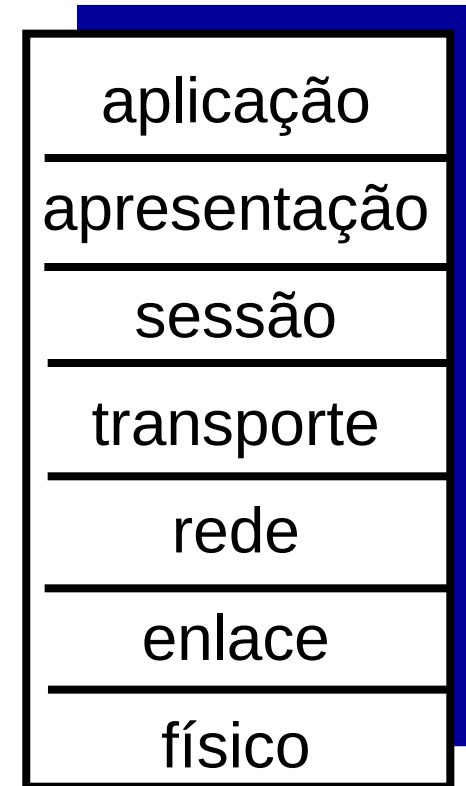 aplicação
apresentação
sessão
transporte
rede
enlace
físico